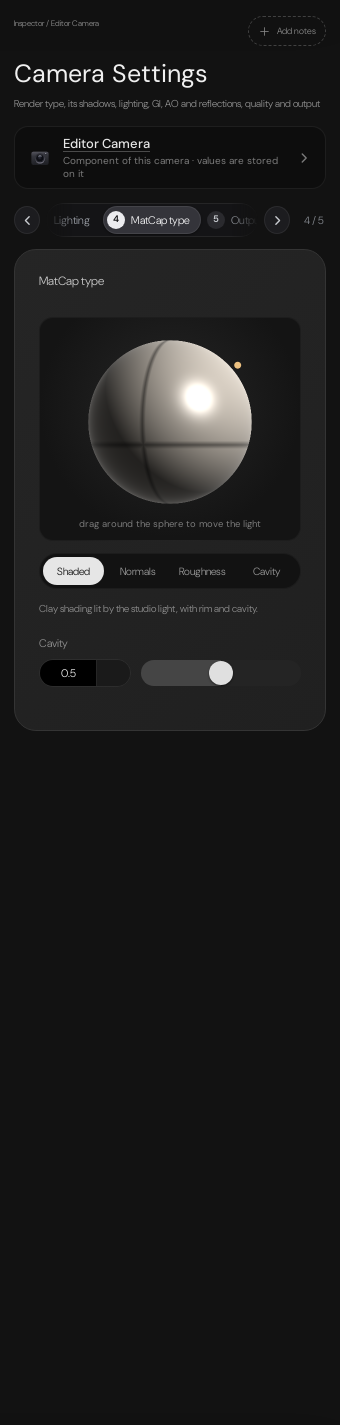 Inspector / Editor Camera
Add notes
Camera Settings
Render type, its shadows, lighting, GI, AO and reflections, quality and output
Editor Camera
Component of this camera · values are stored
on it
Lighting
4 MatCap type
5
4 / 5
MatCap type
drag around the sphere to move the light
Shaded Normals Roughness Cavity
Clay shading lit by the studio light, with rim and cavity.
Cavity
0.5